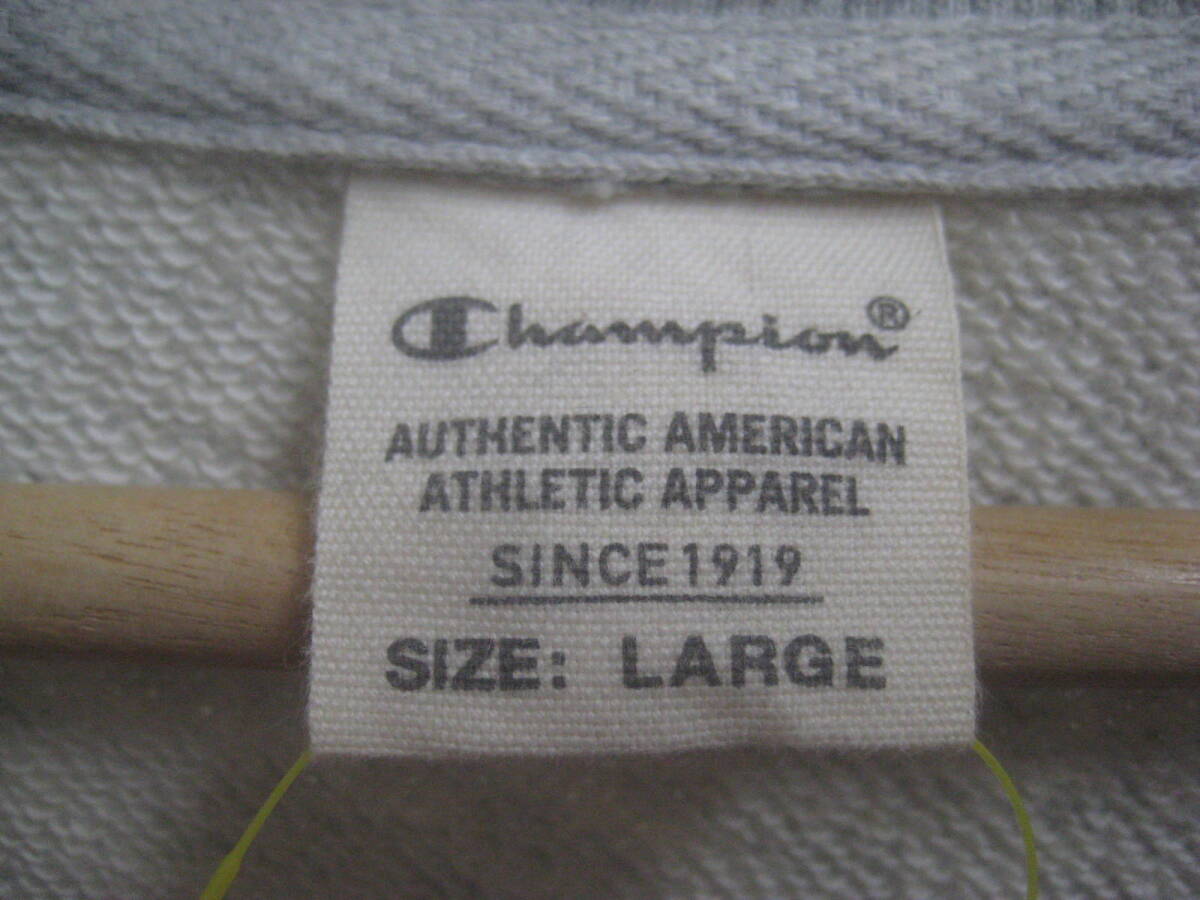 Champion®
AUTHENTIC AMERICAN
ATHLETIC APPAREL
SINCE 1919
SIZE: LARGE